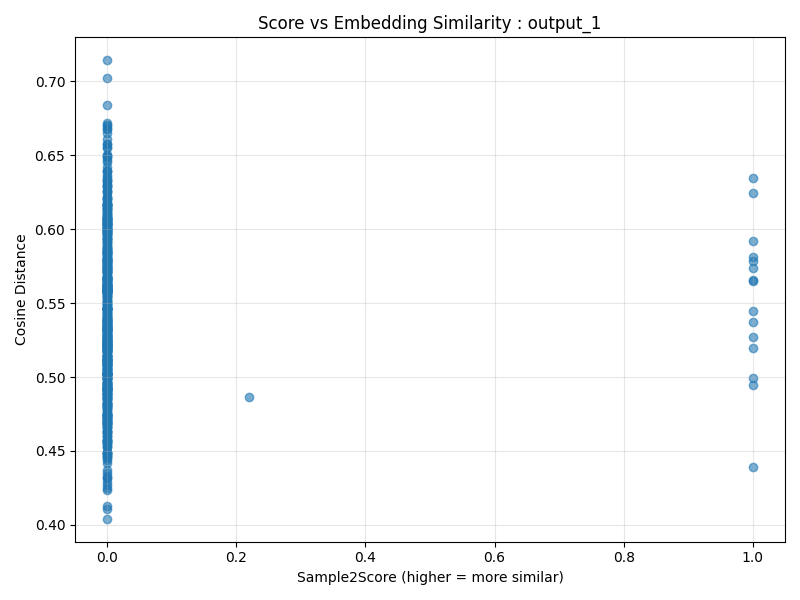 Score vs Embedding Similarity : output_1
Cosine Distance
0.70
0.65
0.60
0.55
0.50
0.45
0.40
0.0 0.2 0.4 0.6 0.8 1.0
Sample2Score (higher = more similar)